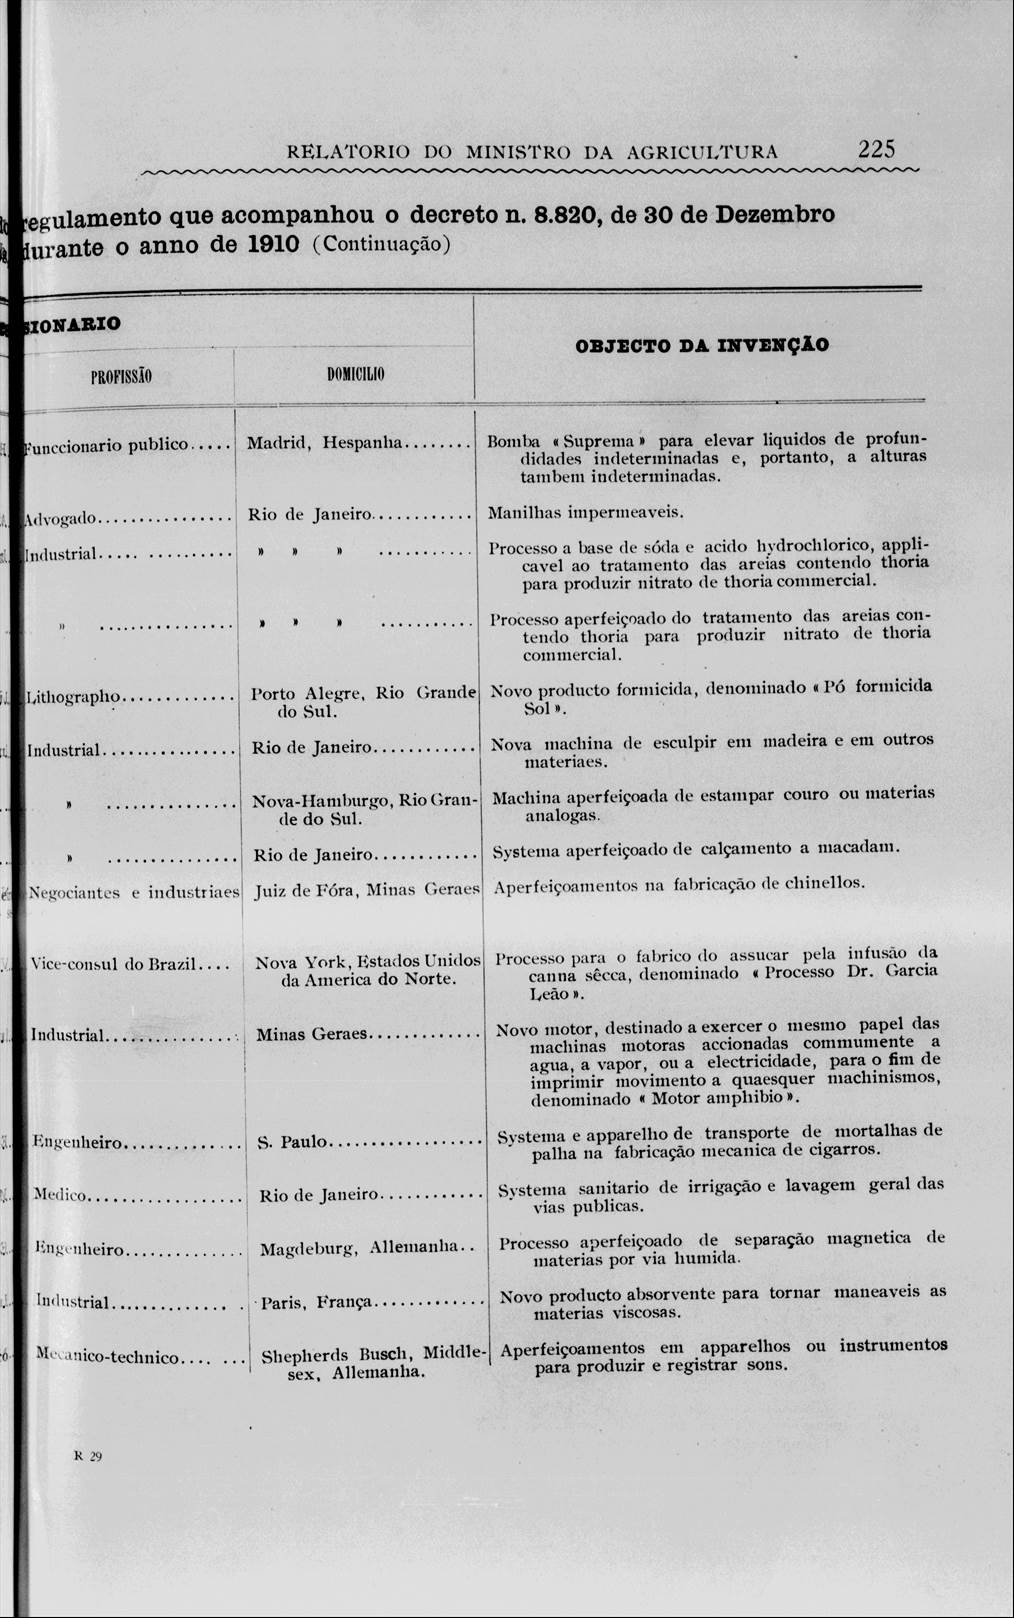 RELATORIO DO MINISTRO DA AGRICULTURA 225
regulamento que acompanhou o decreto n. 8.820, de 30 de Dezembro
durante o anno de 1910 (Continuação)
SIONARIO
OBJECTO DA INVENÇÃO
PROFISSÃO
DOMICILIO
Funccionario publico..... Madrid, Hespanha........ Bomba « Suprema » para elevar liquidos de profun-
didades indeterminadas e, portanto, a alturas
tambem indeterminadas.
Advogado................ Rio de Janeiro............ Manilhas impermeaveis.
Industrial..... .......... » » » ........... Processo a base de sóda e acido hydrochlorico, appli-
cavel ao tratamento das areias contendo thoria
para produzir nitrato de thoria commercial.
» ................ » » » ........... Processo aperfeiçoado do tratamento das areias con-
tendo thoria para produzir nitrato de thoria
commercial.
Lithographo.............. Porto Alegre, Rio Grande Novo producto formicida, denominado « Pó formicida
do Sul. Sol ».
Industrial................ Rio de Janeiro............ Nova machina de esculpir em madeira e em outros
materiaes.
» ................ Nova-Hamburgo, Rio Gran- Machina aperfeiçoada de estampar couro ou materias
de do Sul. analogas.
» ................ Rio de Janeiro............ Systema aperfeiçoado de calçamento a macadam.
Negociantes e industriaes Juiz de Fóra, Minas Geraes Aperfeiçoamentos na fabricação de chinellos.
Vice-consul do Brazil.... Nova York, Estados Unidos Processo para o fabrico do assucar pela infusão da
da America do Norte. canna sêcca, denominado « Processo Dr. Garcia
Leão ».
Industrial................ Minas Geraes............. Novo motor, destinado a exercer o mesmo papel das
machinas motoras accionadas commumente a
agua, a vapor, ou a electricidade, para o fim de
imprimir movimento a quaesquer machinismos,
denominado « Motor amphibio ».
Engenheiro.............. S. Paulo.................. Systema e apparelho de transporte de mortalhas de
palha na fabricação mecanica de cigarros.
Medico................... Rio de Janeiro............ Systema sanitario de irrigação e lavagem geral das
vias publicas.
Engenheiro.............. Magdeburg, Allemanha.. Processo aperfeiçoado de separação magnetica de
materias por via humida.
Industrial.............. . Paris, França............. Novo producto absorvente para tornar maneaveis as
materias viscosas.
Mecanico-technico.... ... Shepherds Busch, Middle- Aperfeiçoamentos em apparelhos ou instrumentos
sex, Allemanha. para produzir e registrar sons.
R 29